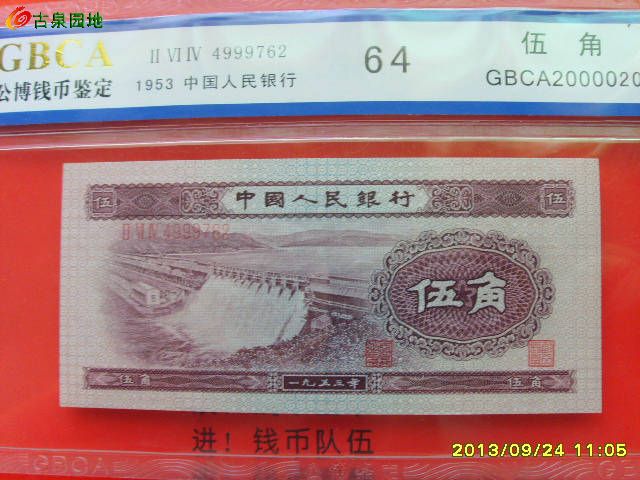 古泉园地
GBCA
II VI IV 4999762
64
伍 角
公博钱币鉴定
1953 中国人民银行
GBCA2000020
伍
中國人民銀行
伍
II VI IV 4999762
伍角
伍角
一九五三年
伍角
进！钱币队伍
GBCA
2013/09/24 11:05